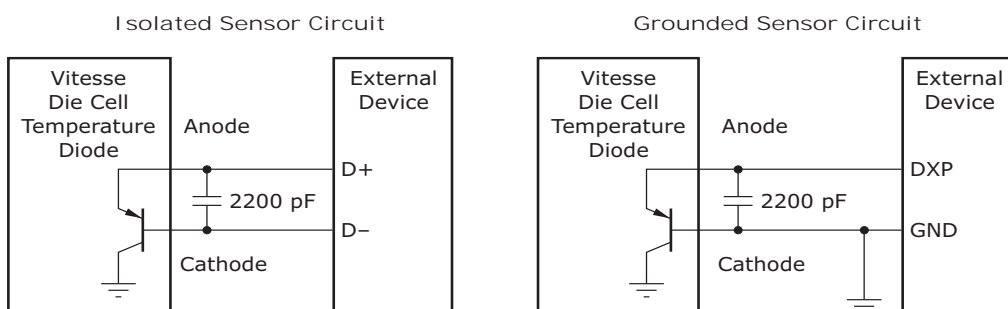 Isolated Sensor Circuit
Vitesse
Die Cell
Temperature
Diode
Anode
External
Device
D+
2200 pF
D–
Cathode
Grounded Sensor Circuit
Vitesse
Die Cell
Temperature
Diode
Anode
External
Device
DXP
2200 pF
GND
Cathode